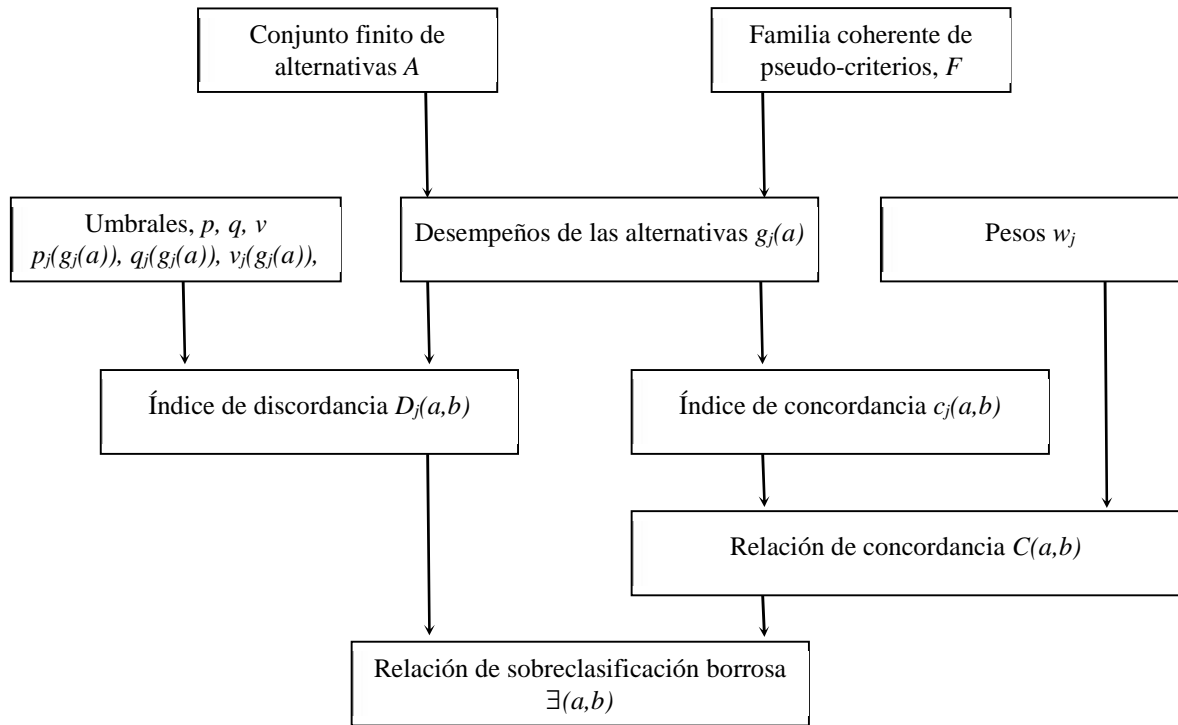 Conjunto finito de
alternativas A
Familia coherente de
pseudo-criterios, F
Umbrales, p, q, v
pj(gj(a)), qj(gj(a)), vj(gj(a)),
Desempeños de las alternativas gj(a)
Pesos wj
Índice de discordancia Dj(a,b)
Índice de concordancia cj(a,b)
Relación de concordancia C(a,b)
Relación de sobreclasificación borrosa
∃(a,b)